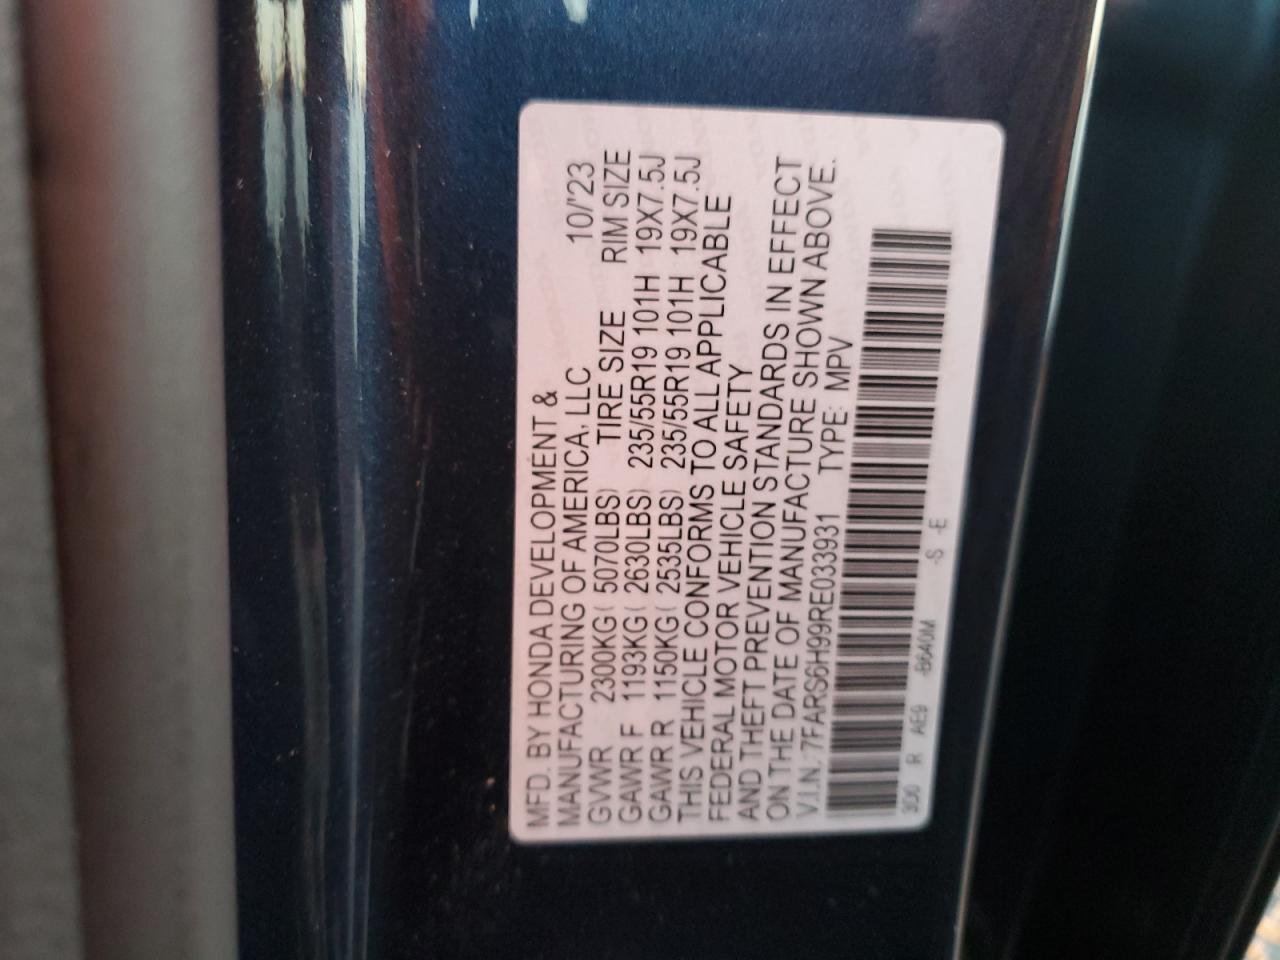 MFD. BY HONDA DEVELOPMENT &
MANUFACTURING OF AMERICA, LLC 10/'23
GVWR 2300KG( 5070LBS) TIRE SIZE RIM SIZE
GAWR F 1193KG( 2630LBS) 235/55R19 101H 19X7.5J
GAWR R 1150KG( 2535LBS) 235/55R19 101H 19X7.5J
THIS VEHICLE CONFORMS TO ALL APPLICABLE
FEDERAL MOTOR VEHICLE SAFETY
AND THEFT PREVENTION STANDARDS IN EFFECT
ON THE DATE OF MANUFACTURE SHOWN ABOVE.
V.I.N.:7FARS6H99RE033931 TYPE: MPV
300 R AE9 -B640M -S -E